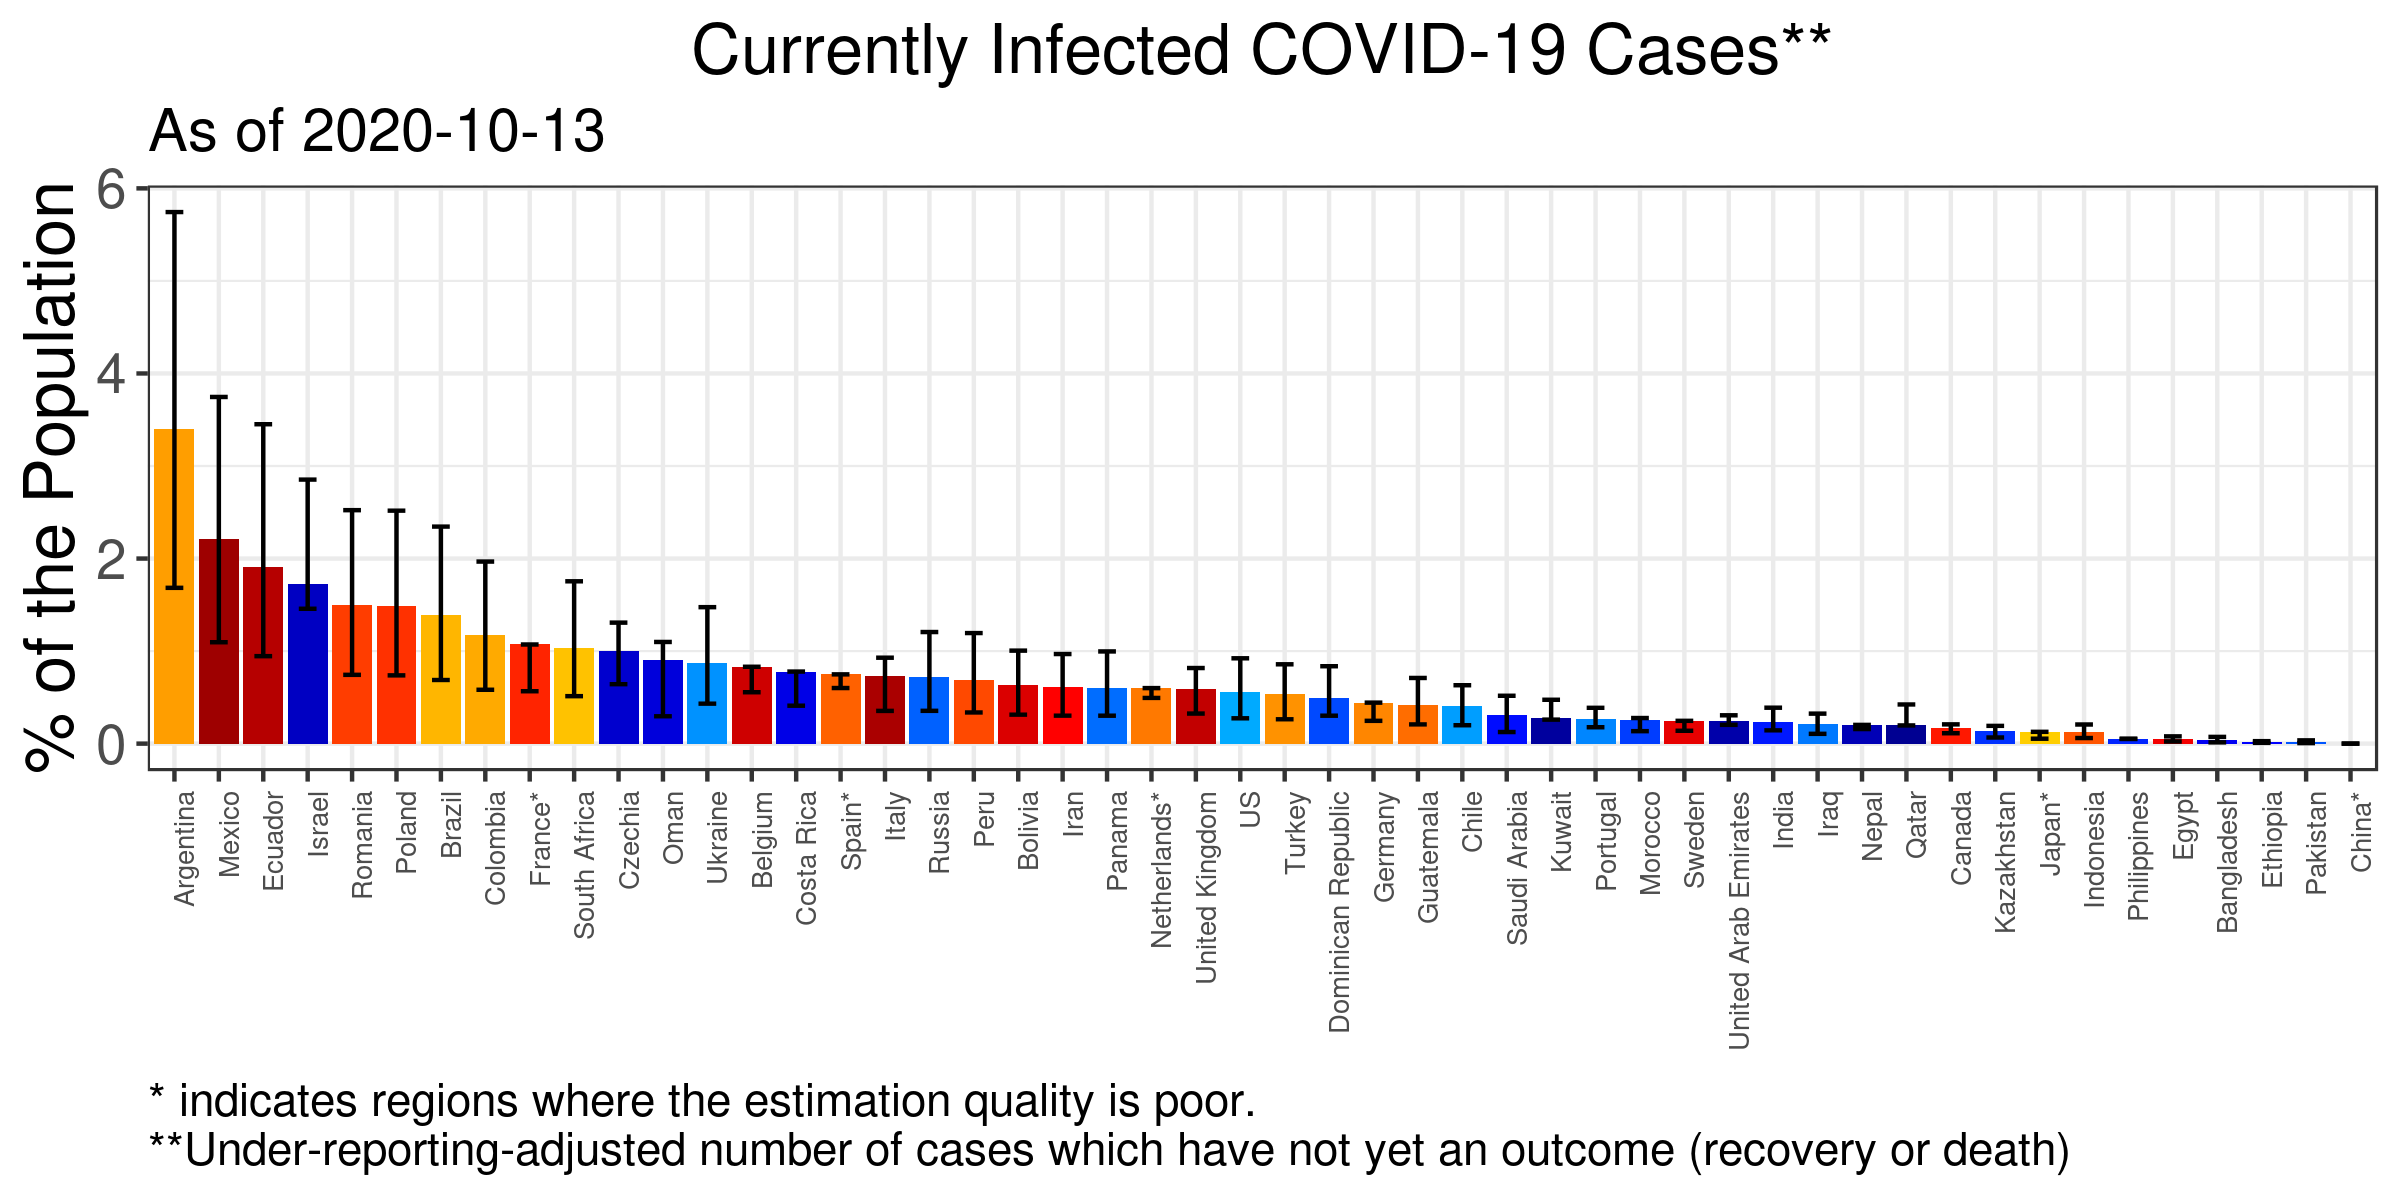 Currently Infected COVID-19 Cases**
As of 2020-10-13
% of the Population
6
4
2
0
Argentina
Mexico
Ecuador
Israel
Romania
Poland
Brazil
Colombia
France*
South Africa
Czechia
Oman
Ukraine
Belgium
Costa Rica
Spain*
Italy
Russia
Peru
Bolivia
Iran
Panama
Netherlands*
United Kingdom
US
Turkey
Dominican Republic
Germany
Guatemala
Chile
Saudi Arabia
Kuwait
Portugal
Morocco
Sweden
United Arab Emirates
India
Iraq
Nepal
Qatar
Canada
Kazakhstan
Japan*
Indonesia
Philippines
Egypt
Bangladesh
Ethiopia
Pakistan
China*
* indicates regions where the estimation quality is poor.
**Under-reporting-adjusted number of cases which have not yet an outcome (recovery or death)